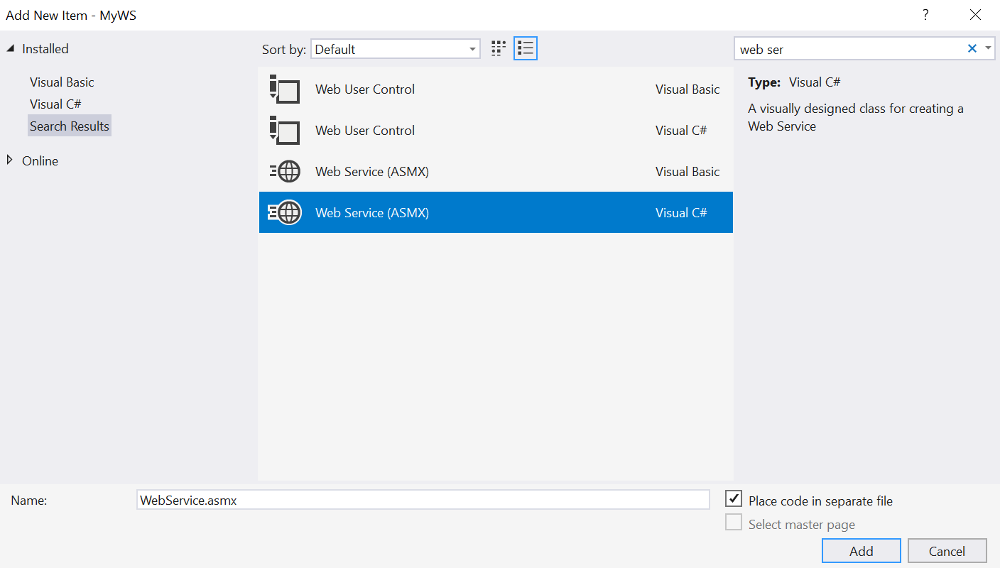 Add New Item - MyWS
?
Installed
Visual Basic
Visual C#
Search Results
Online
Sort by: Default
Web User Control Visual Basic
Web User Control Visual C#
Web Service (ASMX) Visual Basic
Web Service (ASMX) Visual C#
web ser
Type: Visual C#
A visually designed class for creating a
Web Service
Name: WebService.asmx
Place code in separate file
Select master page
Add Cancel